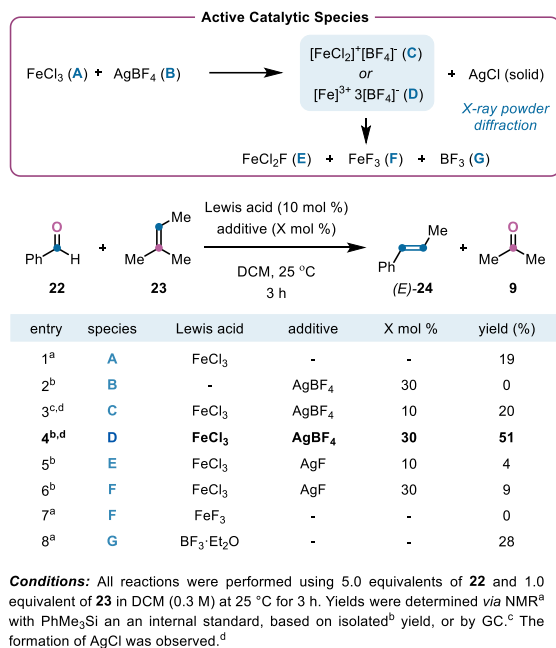 Active Catalytic Species
FeCl3 (A) + AgBF4 (B)
[FeCl2]+[BF4]- (C)
or
[Fe]3+ 3[BF4]- (D)
+ AgCl (solid)
X-ray powder
diffraction
FeCl2F (E) + FeF3 (F) + BF3 (G)
O
Ph H
22
+
Me
Me Me
23
Lewis acid (10 mol %)
additive (X mol %)
DCM, 25 oC
3 h
Me
Ph
(E)-24
+
O
Me Me
9
entry species Lewis acid additive X mol % yield (%)
1a A FeCl3 - - 19
2b B - AgBF4 30 0
3c,d C FeCl3 AgBF4 10 20
4b,d D FeCl3 AgBF4 30 51
5b E FeCl3 AgF 10 4
6b F FeCl3 AgF 30 9
7a F FeF3 - - 0
8a G BF3·Et2O - - 28
Conditions: All reactions were performed using 5.0 equivalents of 22 and 1.0
equivalent of 23 in DCM (0.3 M) at 25 °C for 3 h. Yields were determined via NMRa
with PhMe3Si an an internal standard, based on isolatedb yield, or by GC.c The
formation of AgCl was observed.d